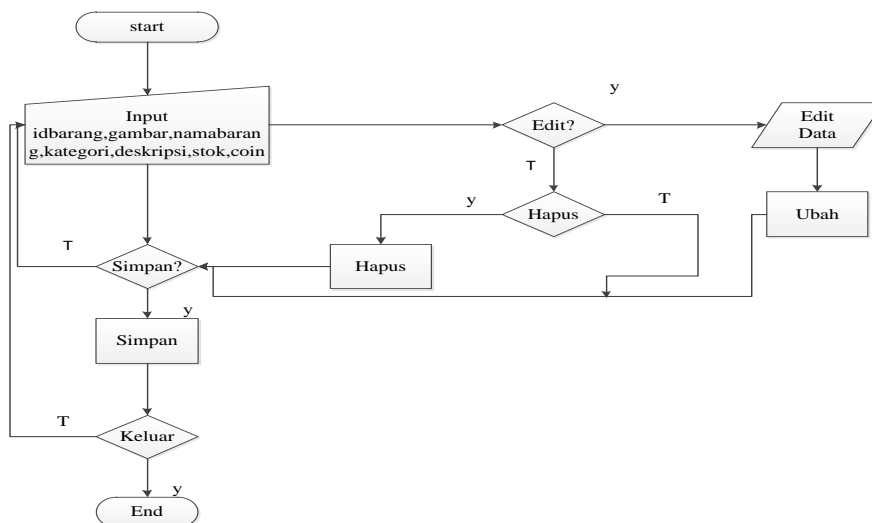 start
Input
idbarang,gambar,namabaran
g,kategori,deskripsi,stok,coin
Edit?
y
Edit
Data
T
Hapus
y
T
Ubah
Hapus
Simpan?
T
y
Simpan
Keluar
T
y
End